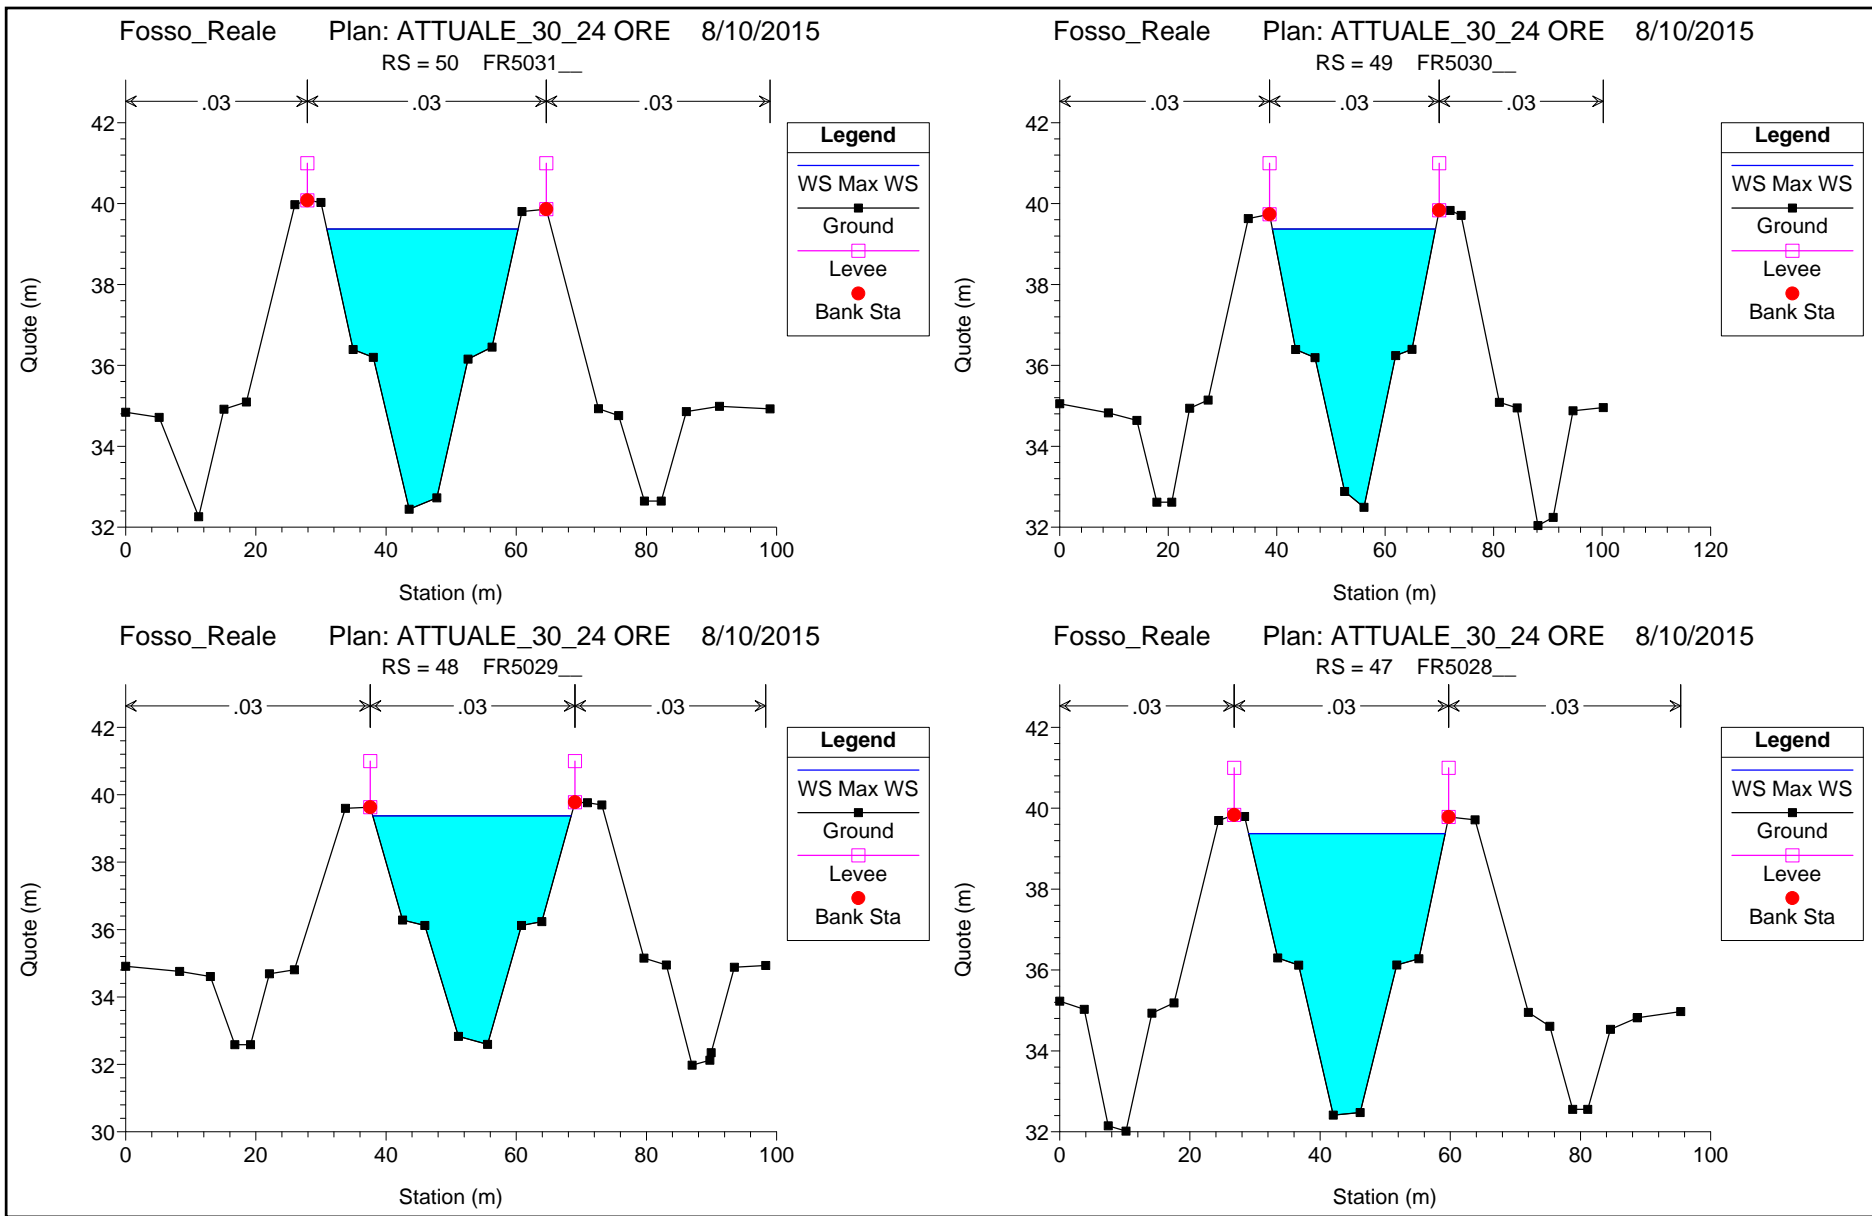 Fosso_Reale Plan: ATTUALE_30_24 ORE 8/10/2015
RS = 50 FR5031__
.03 .03 .03
42
40
38
36
34
32
0 20 40 60 80 100
Quote (m)
Station (m)
Legend
WS Max WS
Ground
Levee
Bank Sta
Fosso_Reale Plan: ATTUALE_30_24 ORE 8/10/2015
RS = 49 FR5030__
.03 .03 .03
42
40
38
36
34
32
0 20 40 60 80 100 120
Quote (m)
Station (m)
Legend
WS Max WS
Ground
Levee
Bank Sta
Fosso_Reale Plan: ATTUALE_30_24 ORE 8/10/2015
RS = 48 FR5029__
.03 .03 .03
42
40
38
36
34
32
30
0 20 40 60 80 100
Quote (m)
Station (m)
Legend
WS Max WS
Ground
Levee
Bank Sta
Fosso_Reale Plan: ATTUALE_30_24 ORE 8/10/2015
RS = 47 FR5028__
.03 .03 .03
42
40
38
36
34
32
0 20 40 60 80 100
Quote (m)
Station (m)
Legend
WS Max WS
Ground
Levee
Bank Sta